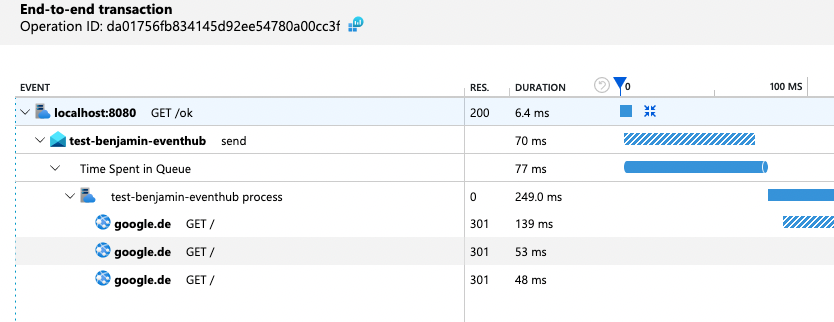 End-to-end transaction
Operation ID: da01756fb834145d92ee54780a00cc3f
EVENT RES. DURATION 0 100 MS
localhost:8080 GET /ok 200 6.4 ms
test-benjamin-eventhub send 70 ms
Time Spent in Queue 77 ms
test-benjamin-eventhub process 0 249.0 ms
google.de GET / 301 139 ms
google.de GET / 301 53 ms
google.de GET / 301 48 ms